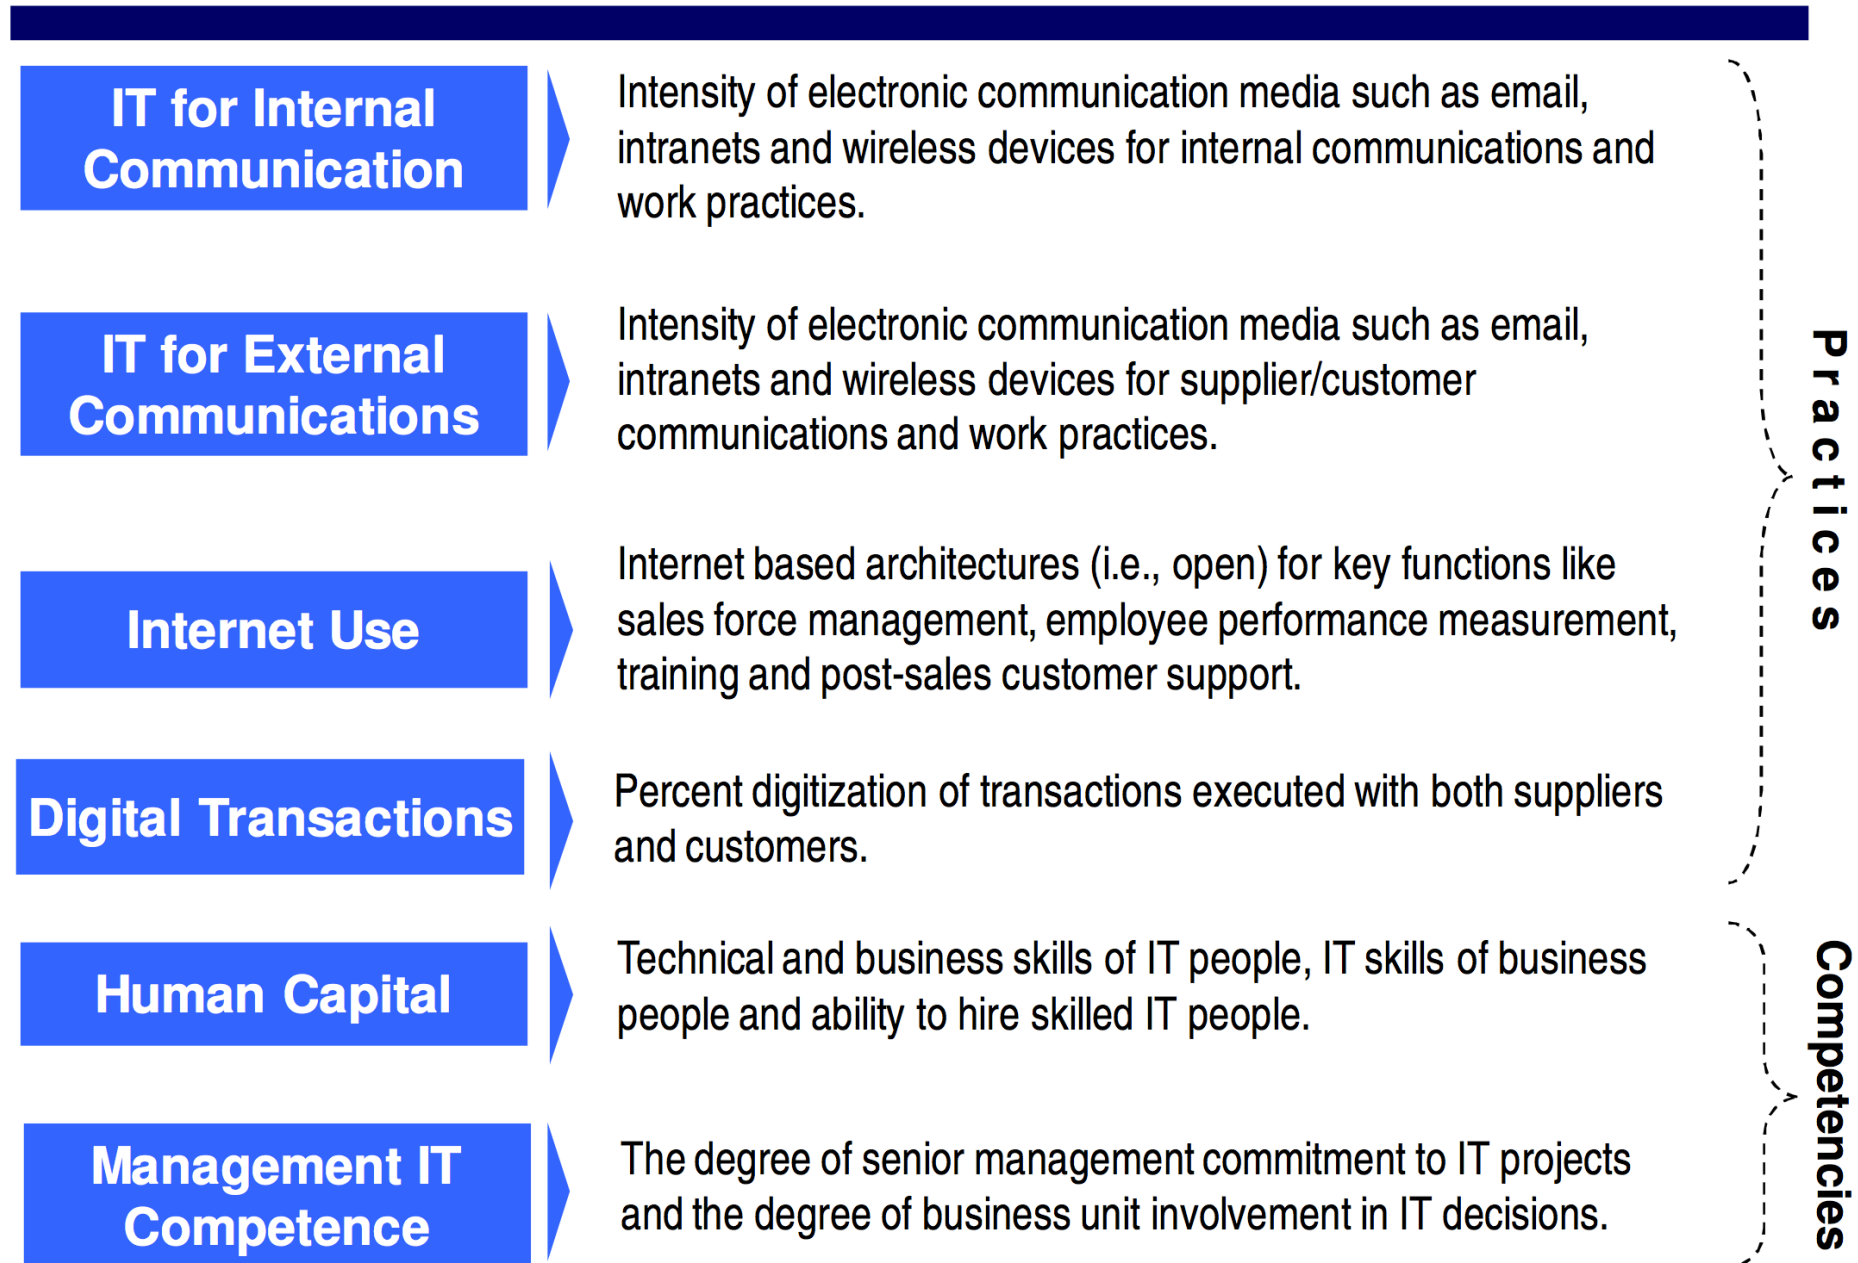 IT for Internal
Communication
Intensity of electronic communication media such as email,
intranets and wireless devices for internal communications and
work practices.
IT for External
Communications
Intensity of electronic communication media such as email,
intranets and wireless devices for supplier/customer
communications and work practices.
Internet Use
Internet based architectures (i.e., open) for key functions like
sales force management, employee performance measurement,
training and post-sales customer support.
Digital Transactions
Percent digitization of transactions executed with both suppliers
and customers.
Practices
Human Capital
Technical and business skills of IT people, IT skills of business
people and ability to hire skilled IT people.
Management IT
Competence
The degree of senior management commitment to IT projects
and the degree of business unit involvement in IT decisions.
Competencies